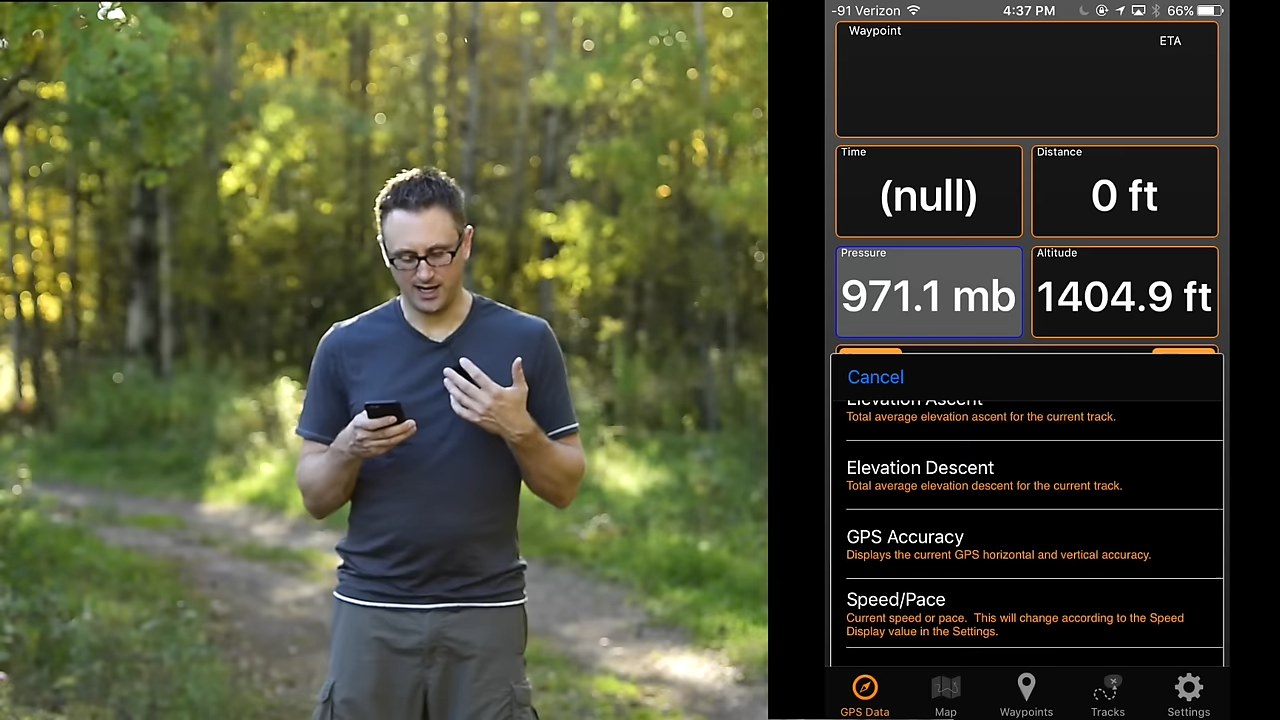 -91 Verizon 4:37 PM 66%
Waypoint
ETA
Time
(null)
Distance
0 ft
Pressure
971.1 mb
Altitude
1404.9 ft
Cancel
Elevation Ascent
Total average elevation ascent for the current track.
Elevation Descent
Total average elevation descent for the current track.
GPS Accuracy
Displays the current GPS horizontal and vertical accuracy.
Speed/Pace
Current speed or pace.  This will change according to the Speed
Display value in the Settings.
GPS Data
Map
Waypoints
Tracks
Settings